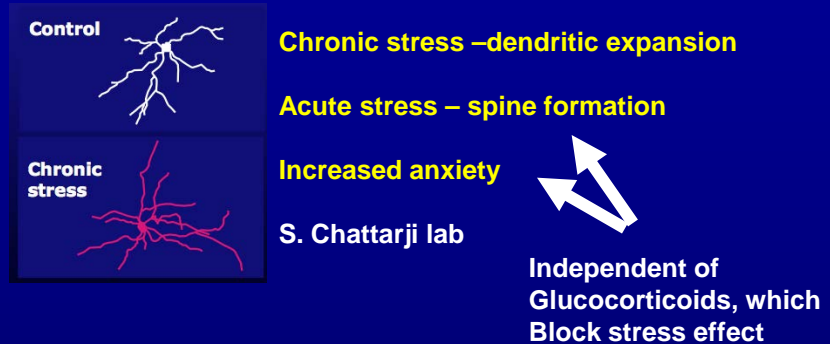 Control
Chronic stress –dendritic expansion
Acute stress – spine formation
Chronic
stress
Increased anxiety
S. Chattarji lab
Independent of
Glucocorticoids, which
Block stress effect